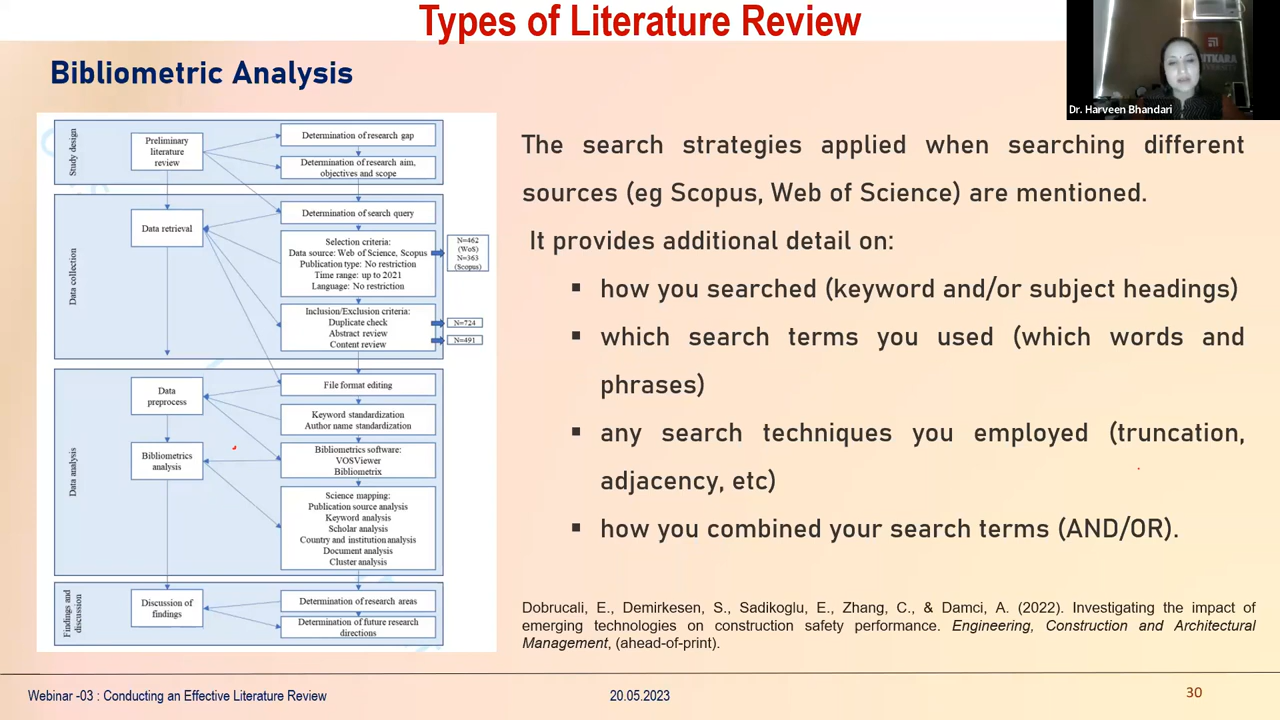 Types of Literature Review
Bibliometric Analysis
Dr. Harveen Bhandari
Study design
Preliminary
literature
review
Determination of research gap
Determination of research aim,
objectives and scope
Data collection
Data retrieval
Determination of search query
Selection criteria:
Data source: Web of Science, Scopus
Publication type: No restriction
Time range: up to 2021
Language: No restriction
N=462
(WoS)
N=363
(Scopus)
Inclusion/Exclusion criteria:
Duplicate check
Abstract review
Content review
N=724
N=491
Data analysis
Data
preprocess
File format editing
Keyword standardization
Author name standardization
Bibliometrics
analysis
Bibliometrics software:
VOSViewer
Bibliometrix
Science mapping:
Publication source analysis
Keyword analysis
Scholar analysis
Country and institution analysis
Document analysis
Cluster analysis
Findings and
discussion
Discussion of
findings
Determination of research areas
Determination of future research
directions
The search strategies applied when searching different
sources (eg Scopus, Web of Science) are mentioned.
It provides additional detail on:
▪ how you searched (keyword and/or subject headings)
▪ which search terms you used (which words and
phrases)
▪ any search techniques you employed (truncation,
adjacency, etc)
▪ how you combined your search terms (AND/OR).
Dobrucali, E., Demirkesen, S., Sadikoglu, E., Zhang, C., & Damci, A. (2022). Investigating the impact of
emerging technologies on construction safety performance. Engineering, Construction and Architectural
Management, (ahead-of-print).
Webinar -03 : Conducting an Effective Literature Review
20.05.2023
30